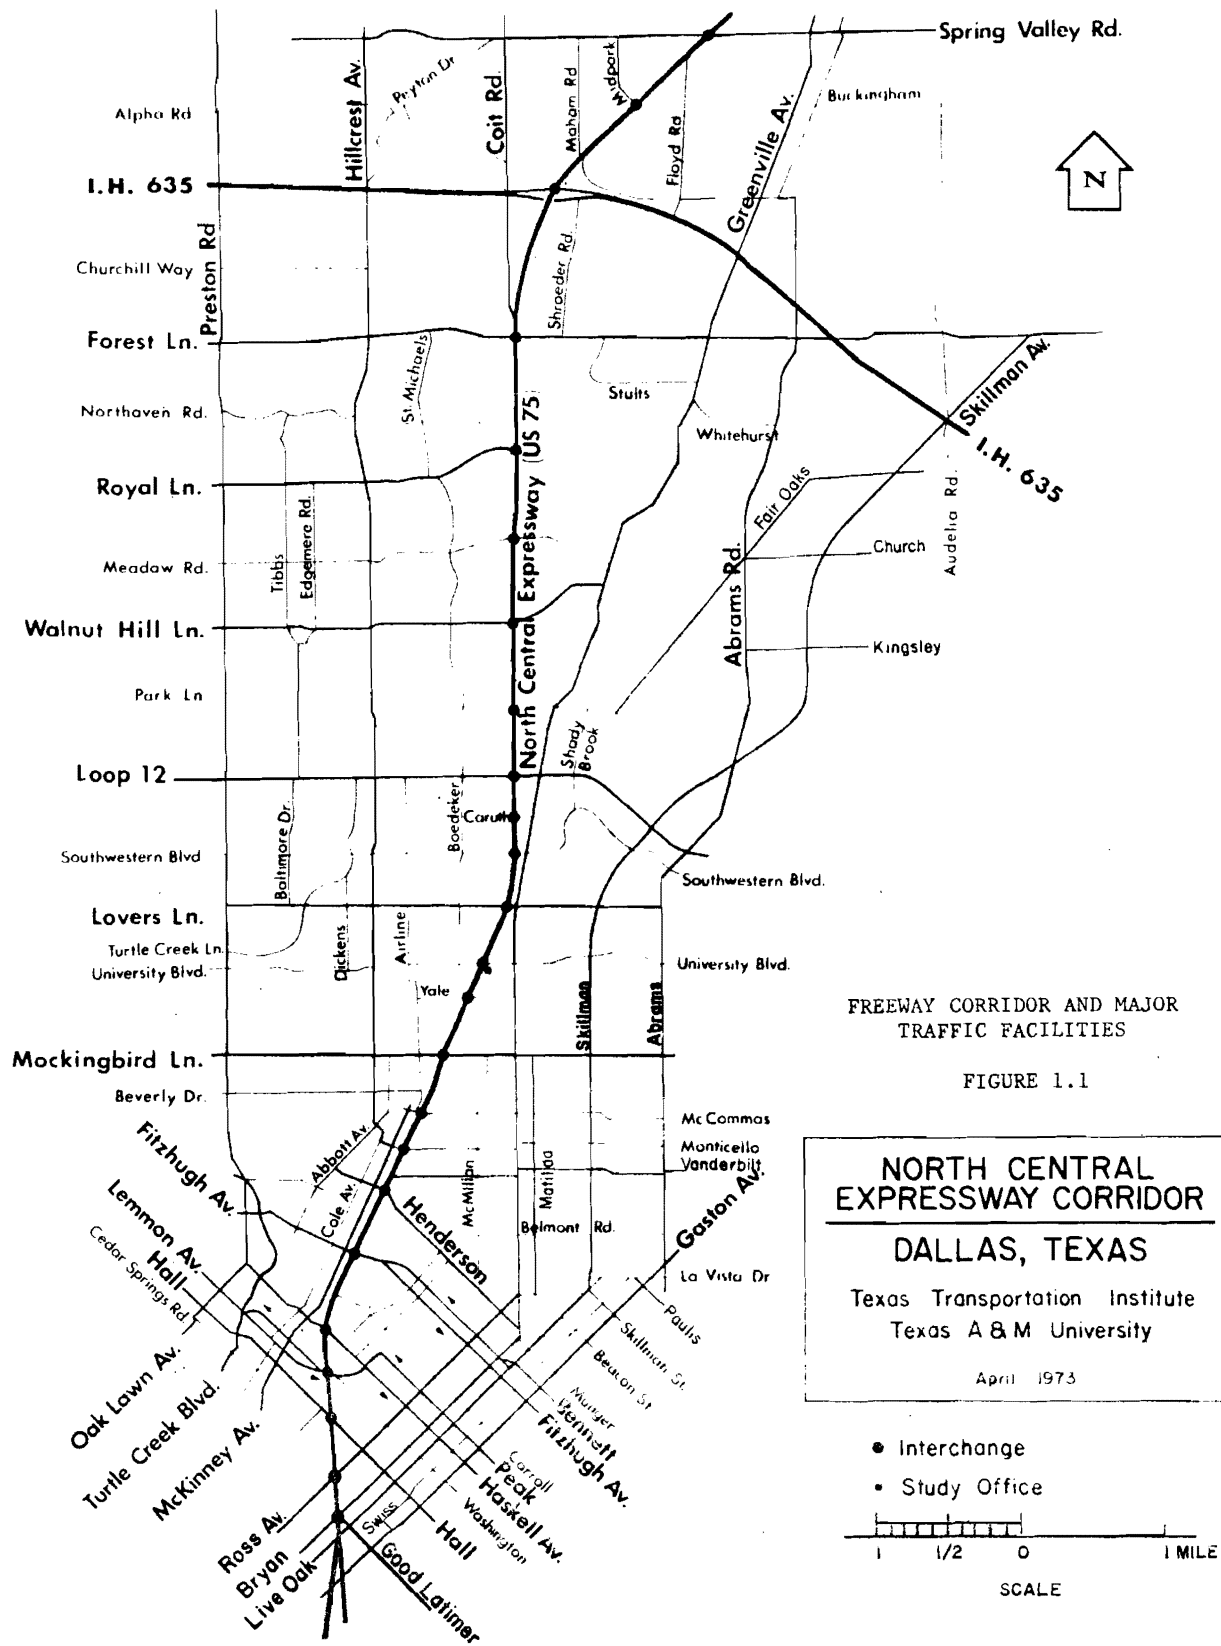 Spring Valley Rd.
Hillcrest Av.
Peyton Dr
Coit Rd.
Maham Rd
Midpark
Floyd Rd
Greenville Av.
Buckingham
Alpha Rd
N
I.H. 635
Preston Rd
Churchill Way
Shroeder Rd.
Forest Ln.
St. Michaels
Stults
Skillman Av.
Northaven Rd.
Whitehurst
North Central Expressway (US 75)
I.H. 635
Royal Ln.
Fair Oaks
Audelia Rd.
Tibbs
Edgemere Rd.
Church
Meadaw Rd.
Abrams Rd.
Walnut Hill Ln.
Kingsley
Park Ln
Shady
Brook
Loop 12
Baltimore Dr.
Boedeker
Caruth
Southwestern Blvd
Southwestern Blvd.
Lovers Ln.
Turtle Creek Ln.
Dickens
Airline
University Blvd.
University Blvd.
Yale
Skillman
Abrams
FREEWAY CORRIDOR AND MAJOR
TRAFFIC FACILITIES
FIGURE 1.1
Mockingbird Ln.
Beverly Dr.
Mc Commas
Fitzhugh Av.
Abbott Av.
Monticello
Vanderbilt
McMillan
Matilda
Cole Av.
Lemmon Av.
Hall
Cedar Springs Rd
Henderson
Belmont Rd.
Gaston Av.
La Vista Dr
NORTH CENTRAL
EXPRESSWAY CORRIDOR
DALLAS, TEXAS
Texas Transportation Institute
Texas A & M University
April 1973
Paulis
Skillman St.
Beacon St
Oak Lawn Av.
Turtle Creek Blvd.
McKinney Av.
Munger
Bennett
Fitzhugh Av.
Carroll
Peak
Haskell Av.
Washington
Hall
Swiss
Ross Av.
Bryan
Live Oak
Good Latimer
Interchange
Study Office
1 1/2 0 1 MILE
SCALE